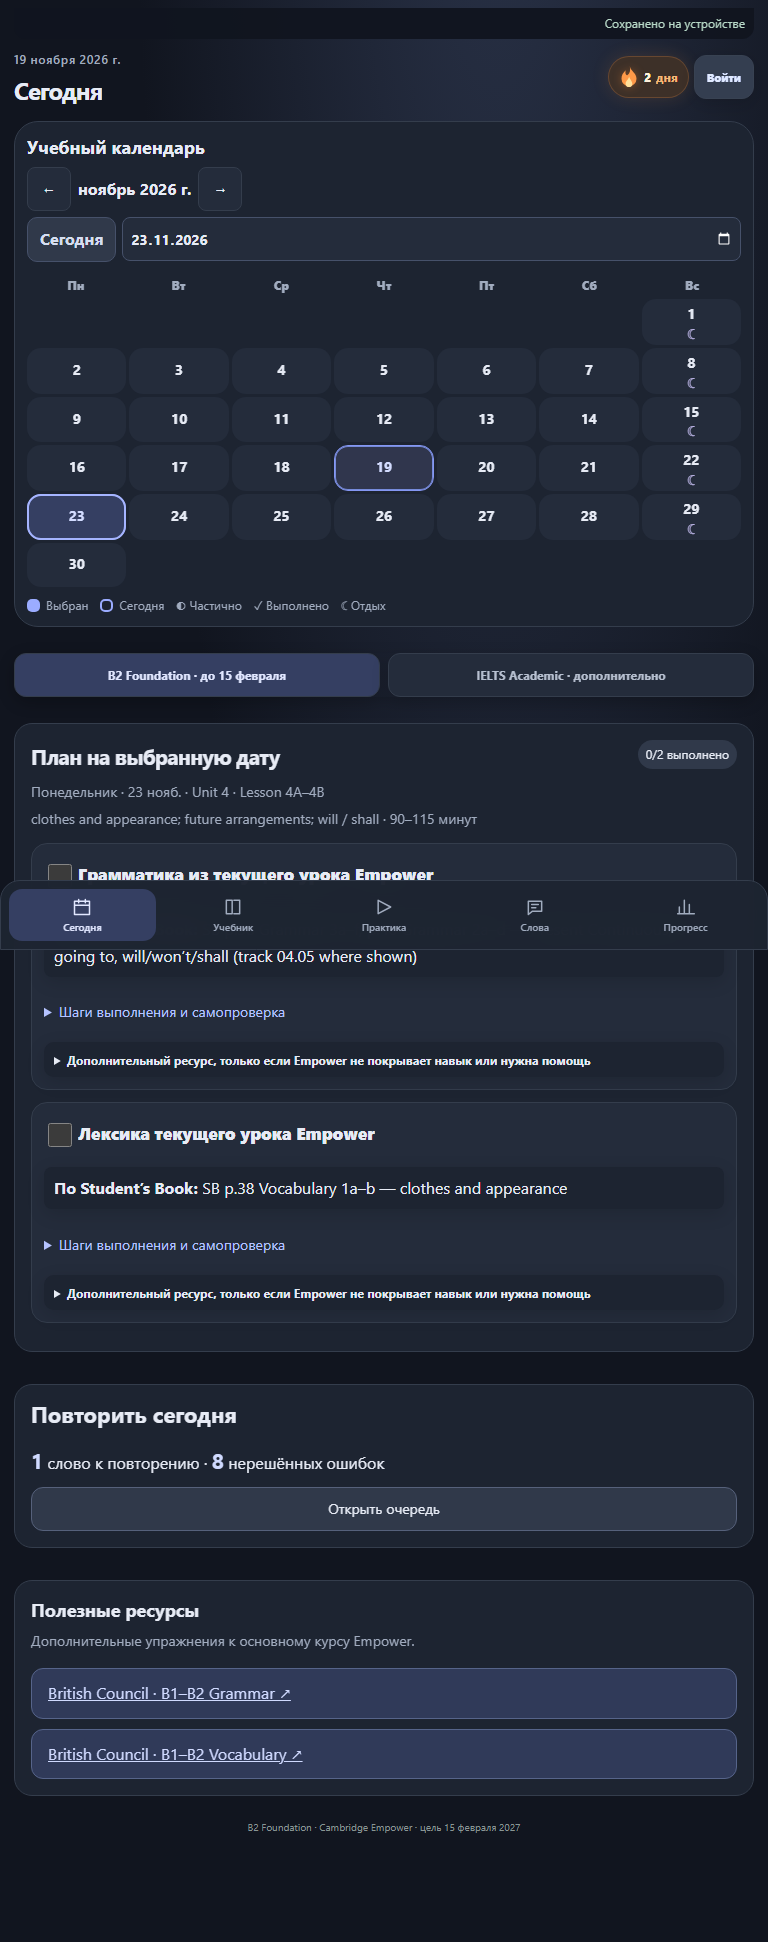 Сохранено на устройстве
19 ноября 2026 г.
Сегодня
2 дня
Войти
Учебный календарь
← ноябрь 2026 г. →
Сегодня 23.11.2026
Пн Вт Ср Чт Пт Сб Вс
1
☾
2 3 4 5 6 7 8
☾
9 10 11 12 13 14 15
☾
16 17 18 19 20 21 22
☾
23 24 25 26 27 28 29
☾
30
Выбран Сегодня ◐ Частично ✓ Выполнено ☾ Отдых
B2 Foundation · до 15 февраля
IELTS Academic · дополнительно
План на выбранную дату
0/2 выполнено
Понедельник · 23 нояб. · Unit 4 · Lesson 4A–4B
clothes and appearance; future arrangements; will / shall · 90–115 минут
Грамматика из текущего урока Empower
Сегодня Учебник Практика Слова Прогресс
going to, will/won’t/shall (track 04.05 where shown)
▶ Шаги выполнения и самопроверка
▶ Дополнительный ресурс, только если Empower не покрывает навык или нужна помощь
Лексика текущего урока Empower
По Student’s Book: SB p.38 Vocabulary 1a–b — clothes and appearance
▶ Шаги выполнения и самопроверка
▶ Дополнительный ресурс, только если Empower не покрывает навык или нужна помощь
Повторить сегодня
1 слово к повторению · 8 нерешённых ошибок
Открыть очередь
Полезные ресурсы
Дополнительные упражнения к основному курсу Empower.
British Council · B1–B2 Grammar ↗
British Council · B1–B2 Vocabulary ↗
B2 Foundation · Cambridge Empower · цель 15 февраля 2027